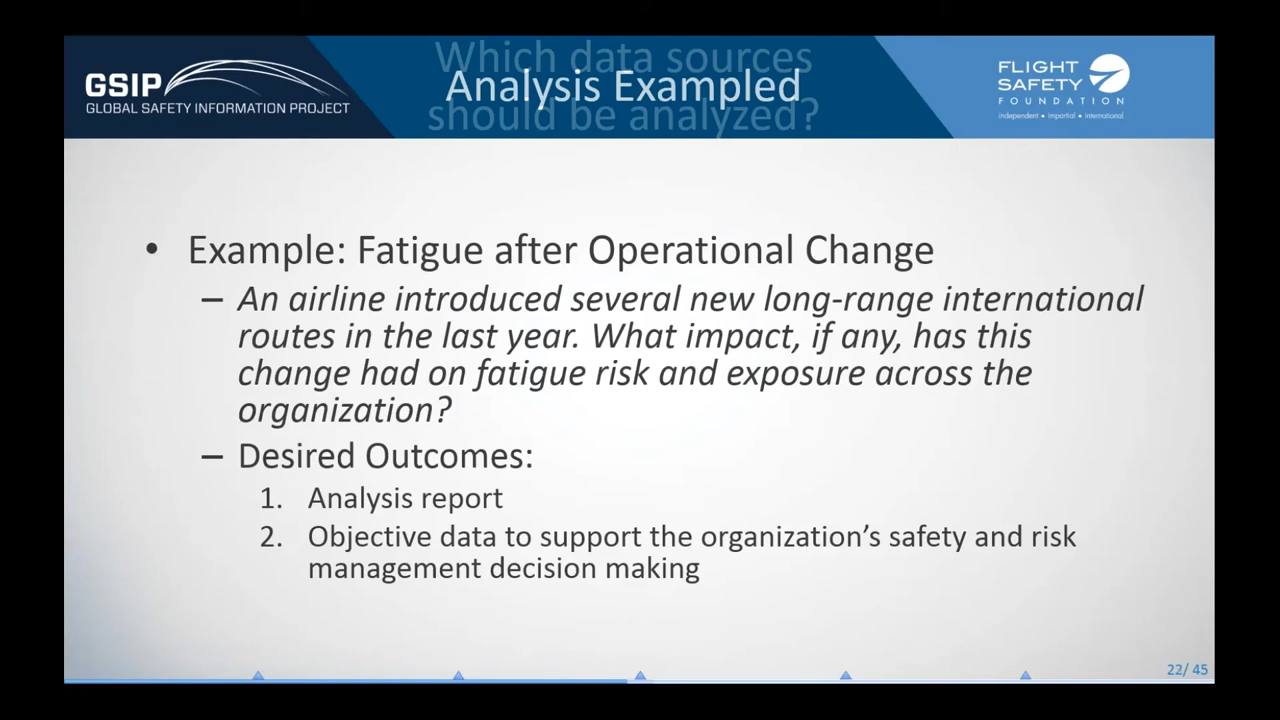 Which data sources
Analysis Exampled
should be analyzed?
GSIP
GLOBAL SAFETY INFORMATION PROJECT
FLIGHT
SAFETY
FOUNDATION
independent • impartial • international
• Example: Fatigue after Operational Change
– An airline introduced several new long-range international
routes in the last year. What impact, if any, has this
change had on fatigue risk and exposure across the
organization?
– Desired Outcomes:
1. Analysis report
2. Objective data to support the organization’s safety and risk
management decision making
22/ 45